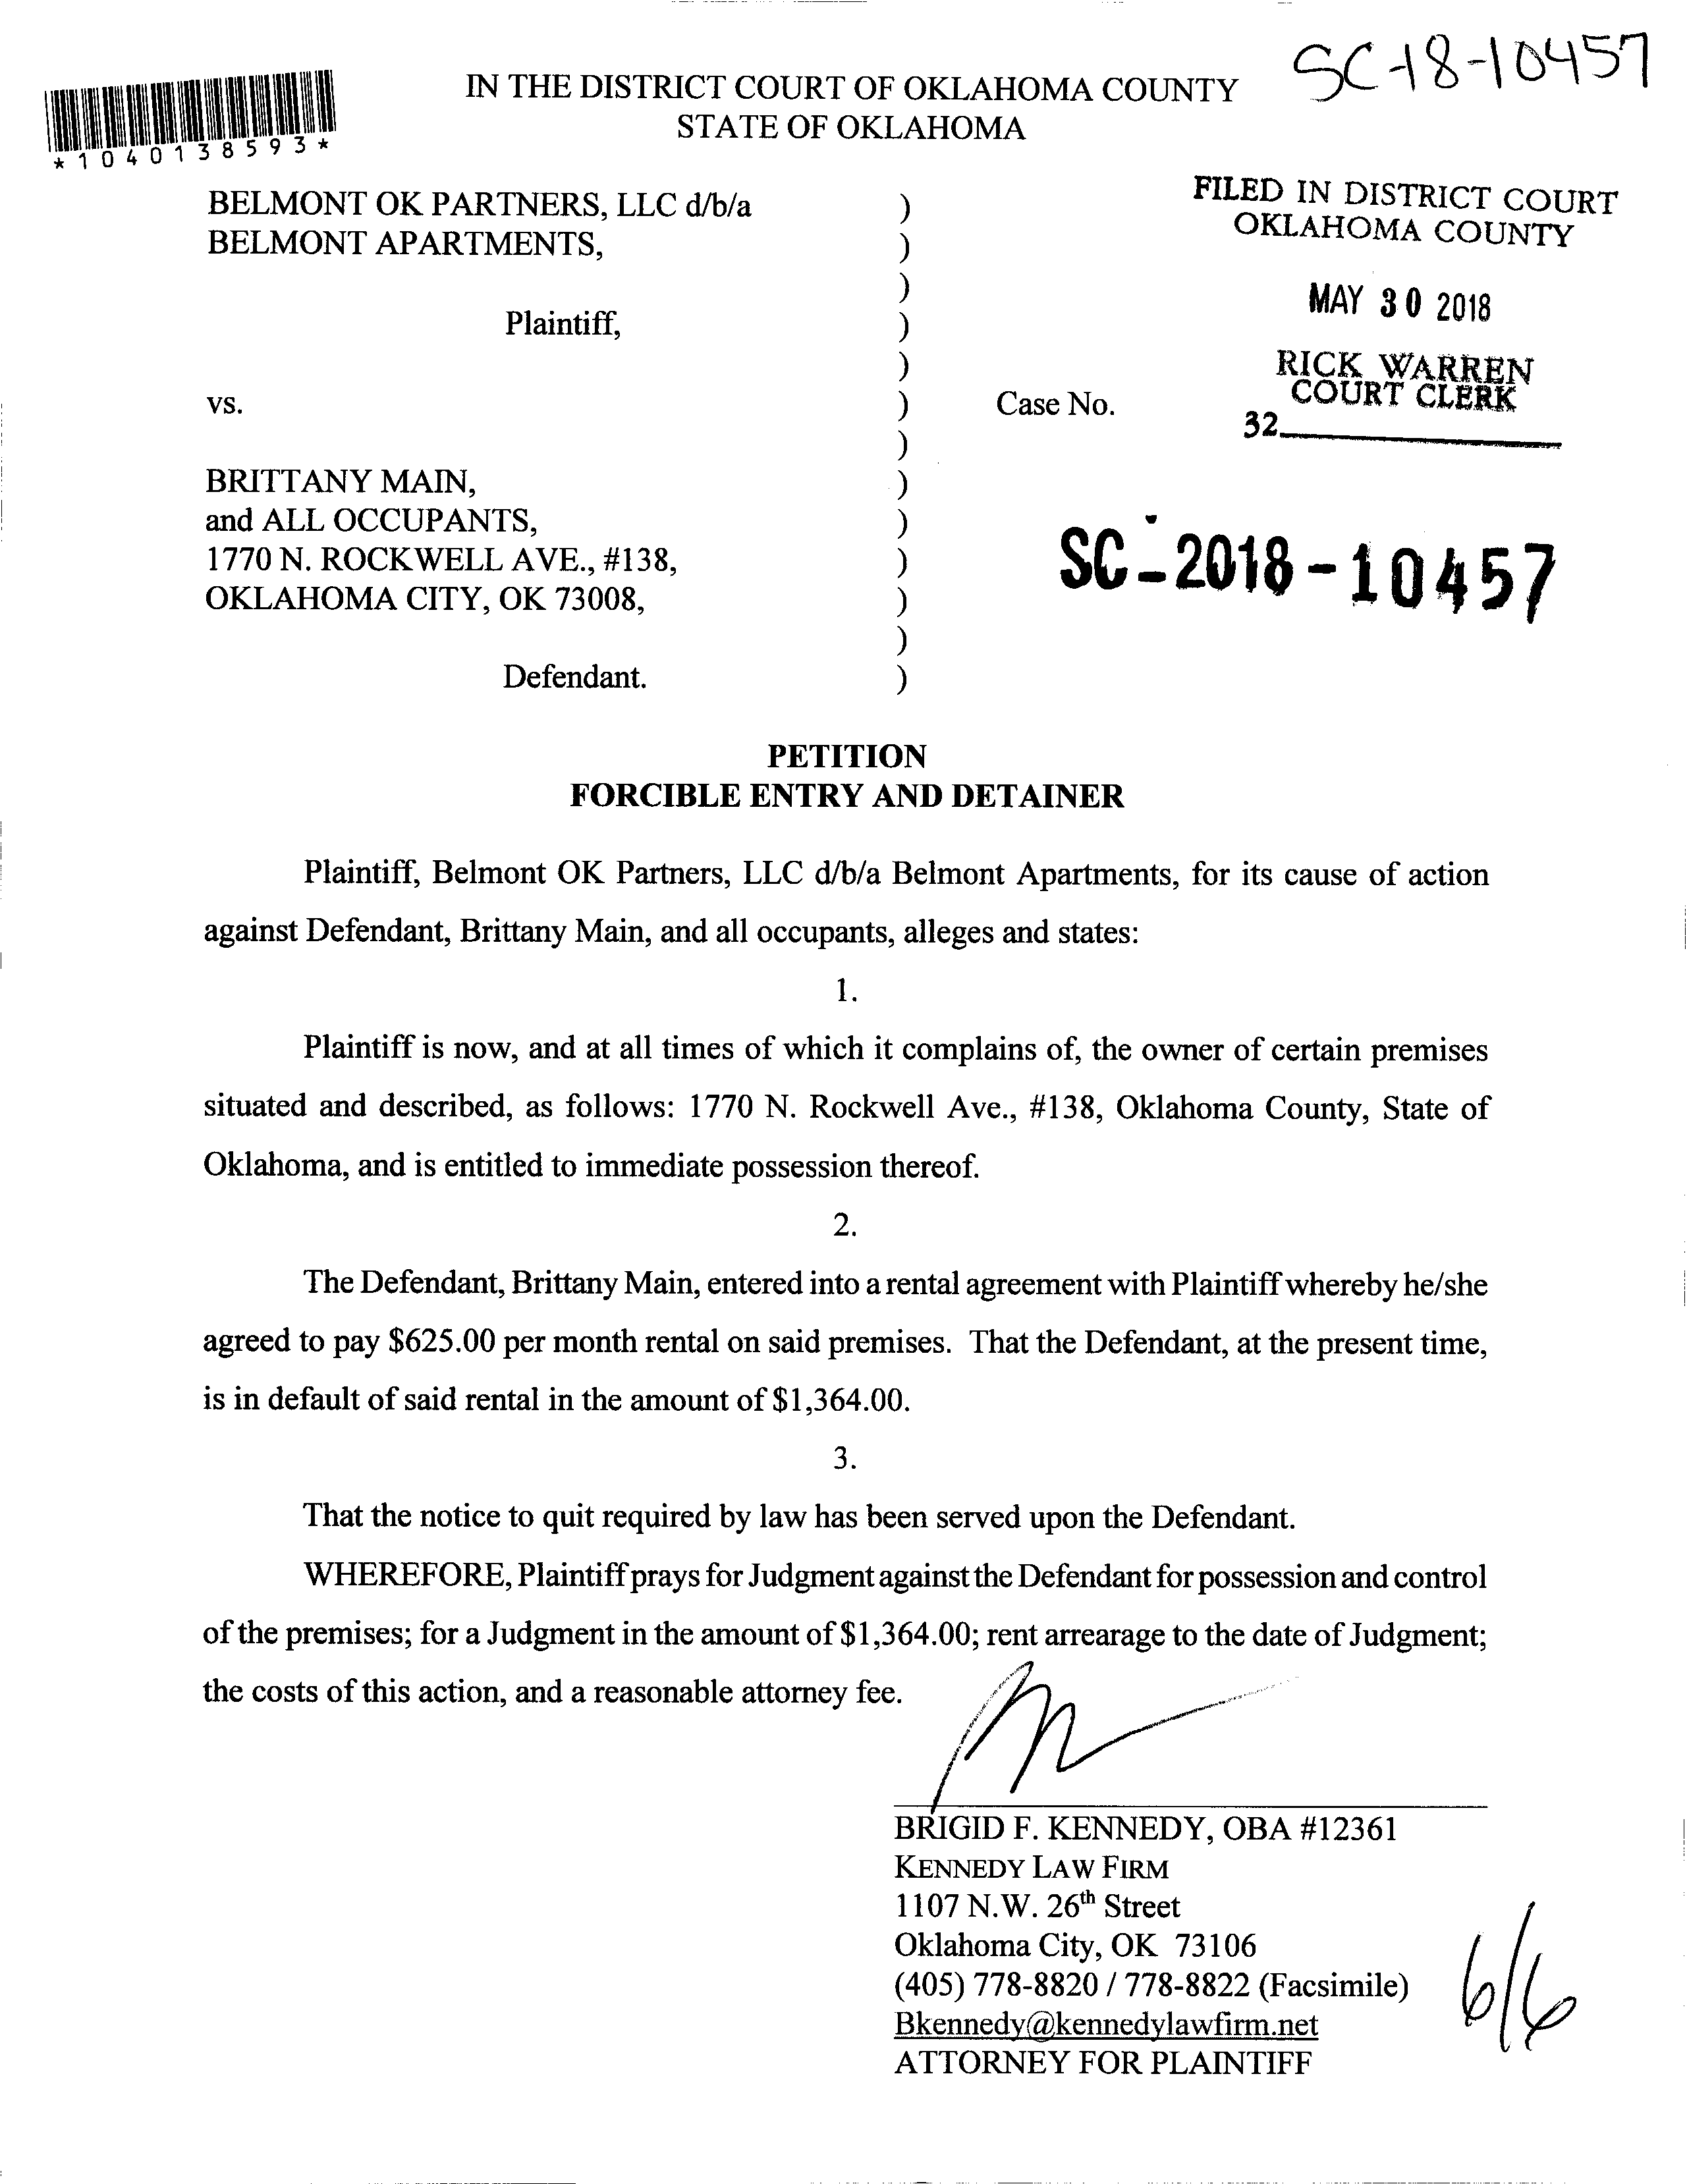 SC-18-10457
IN THE DISTRICT COURT OF OKLAHOMA COUNTY
STATE OF OKLAHOMA
*1040138593*
BELMONT OK PARTNERS, LLC d/b/a )
BELMONT APARTMENTS, )
)
Plaintiff, )
)
vs. ) Case No.
)
BRITTANY MAIN, )
and ALL OCCUPANTS, )
1770 N. ROCKWELL AVE., #138, )
OKLAHOMA CITY, OK 73008, )
)
Defendant. )
FILED IN DISTRICT COURT
OKLAHOMA COUNTY
MAY 30 2018
RICK WARREN
COURT CLERK
32
SC-2018-10457
PETITION
FORCIBLE ENTRY AND DETAINER
Plaintiff, Belmont OK Partners, LLC d/b/a Belmont Apartments, for its cause of action
against Defendant, Brittany Main, and all occupants, alleges and states:
1.
Plaintiff is now, and at all times of which it complains of, the owner of certain premises
situated and described, as follows: 1770 N. Rockwell Ave., #138, Oklahoma County, State of
Oklahoma, and is entitled to immediate possession thereof.
2.
The Defendant, Brittany Main, entered into a rental agreement with Plaintiff whereby he/she
agreed to pay $625.00 per month rental on said premises. That the Defendant, at the present time,
is in default of said rental in the amount of $1,364.00.
3.
That the notice to quit required by law has been served upon the Defendant.
WHEREFORE, Plaintiff prays for Judgment against the Defendant for possession and control
of the premises; for a Judgment in the amount of $1,364.00; rent arrearage to the date of Judgment;
the costs of this action, and a reasonable attorney fee.
BRIGID F. KENNEDY, OBA #12361
KENNEDY LAW FIRM
1107 N.W. 26th Street
Oklahoma City, OK 73106
(405) 778-8820 / 778-8822 (Facsimile)
Bkennedy@kennedylawfirm.net
ATTORNEY FOR PLAINTIFF
6/6